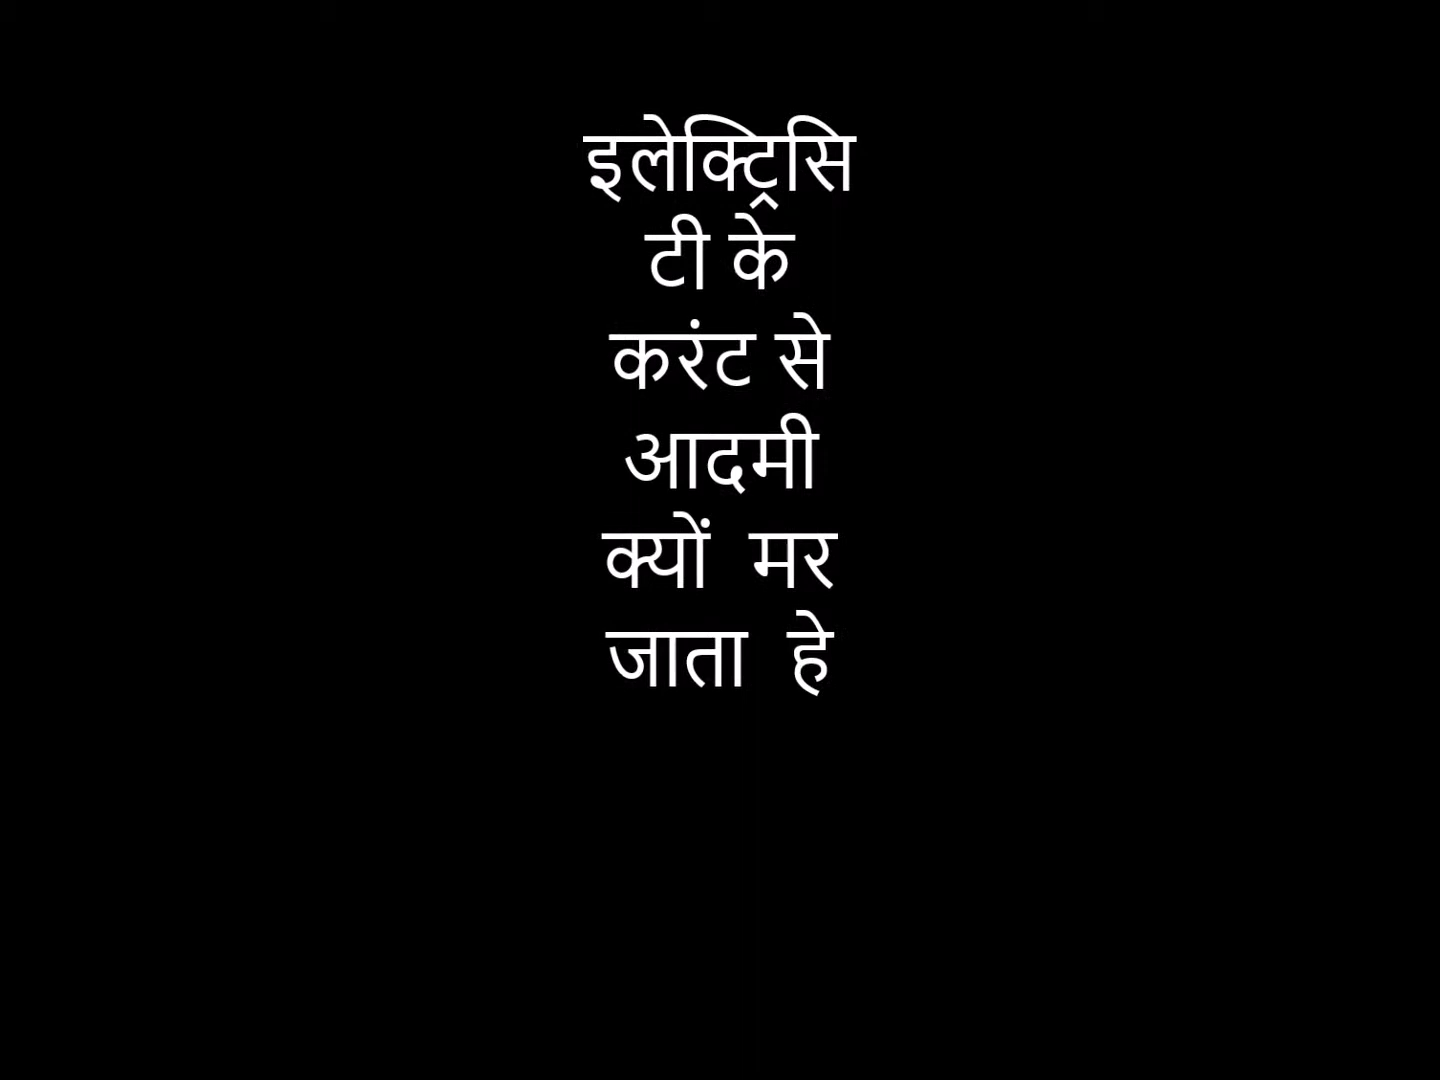 इलेक्ट्रिसि
टी के
करंट से
आदमी
क्यों  मर
जाता  हे